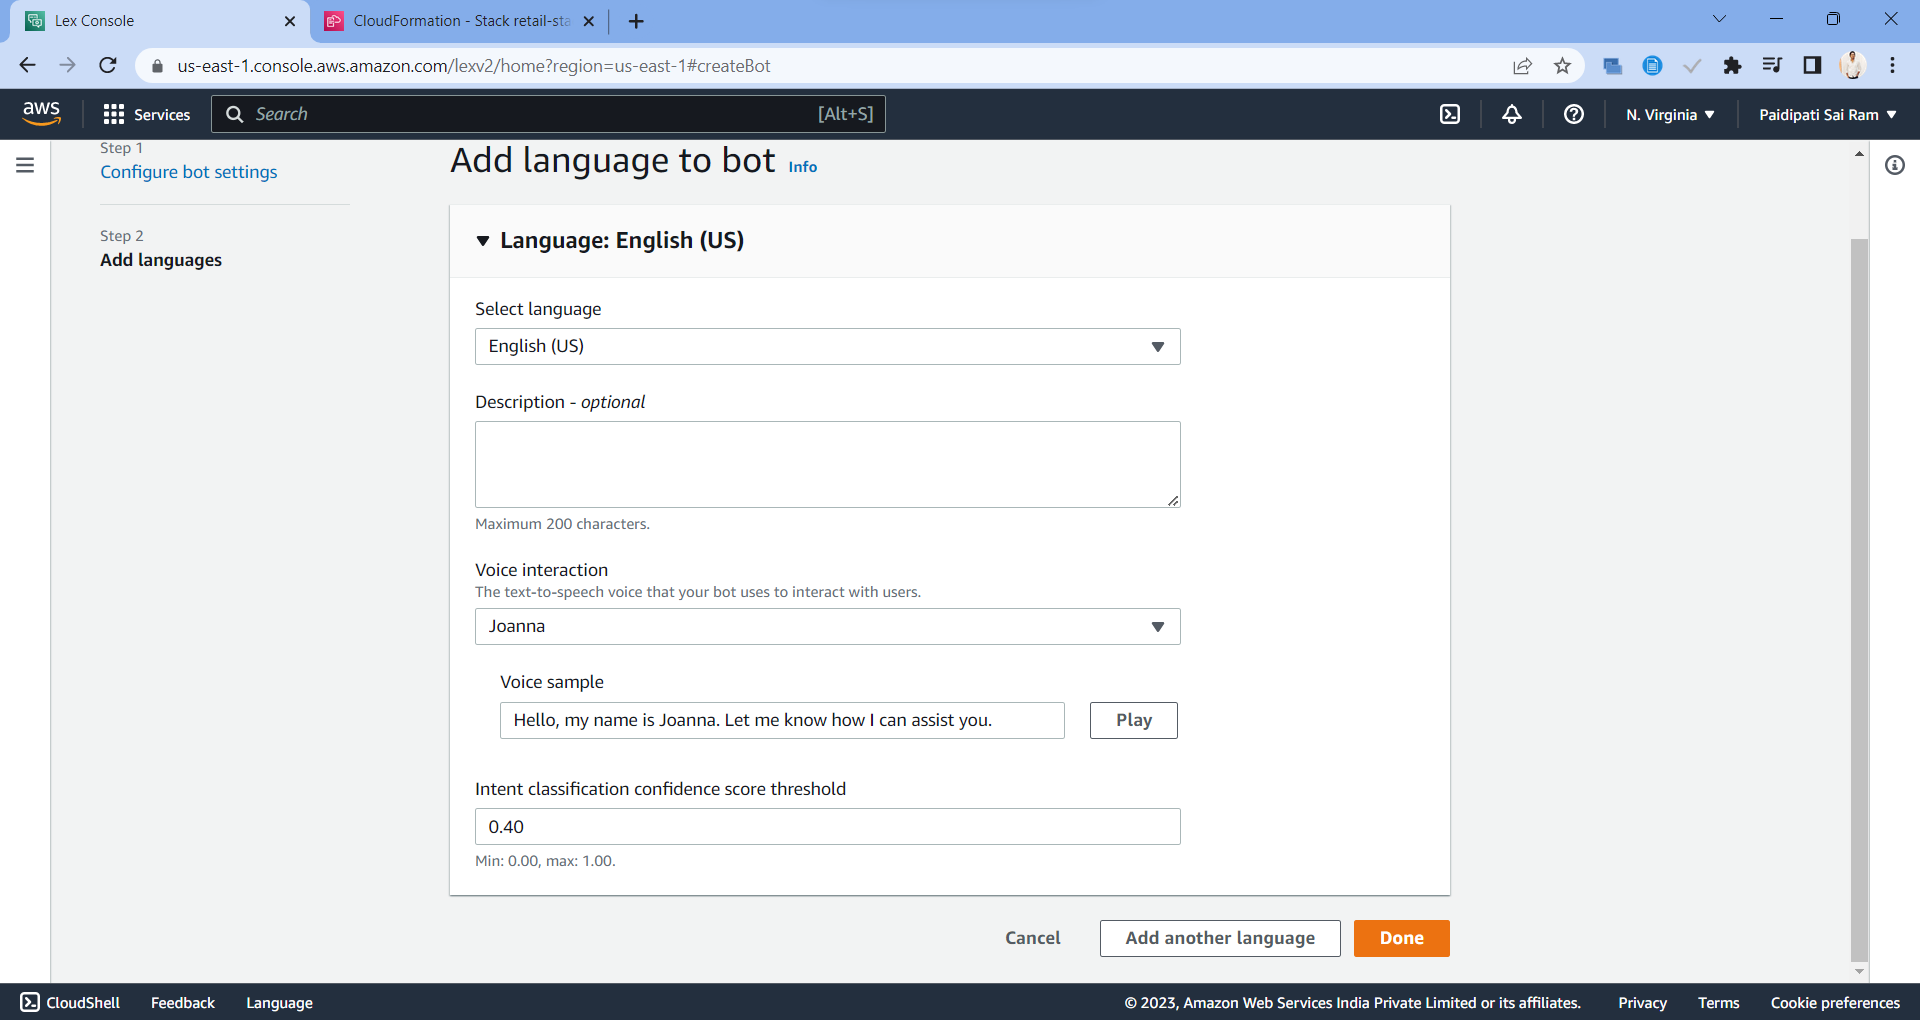 Lex Console
CloudFormation - Stack retail-sta
us-east-1.console.aws.amazon.com/lexv2/home?region=us-east-1#createBot
aws
Services
Search
[Alt+S]
N. Virginia
Paidipati Sai Ram
Step 1
Configure bot settings
Step 2
Add languages
Add language to bot Info
Language: English (US)
Select language
English (US)
Description - optional
Maximum 200 characters.
Voice interaction
The text-to-speech voice that your bot uses to interact with users.
Joanna
Voice sample
Hello, my name is Joanna. Let me know how I can assist you.
Play
Intent classification confidence score threshold
0.40
Min: 0.00, max: 1.00.
Cancel
Add another language
Done
CloudShell
Feedback
Language
© 2023, Amazon Web Services India Private Limited or its affiliates.
Privacy
Terms
Cookie preferences